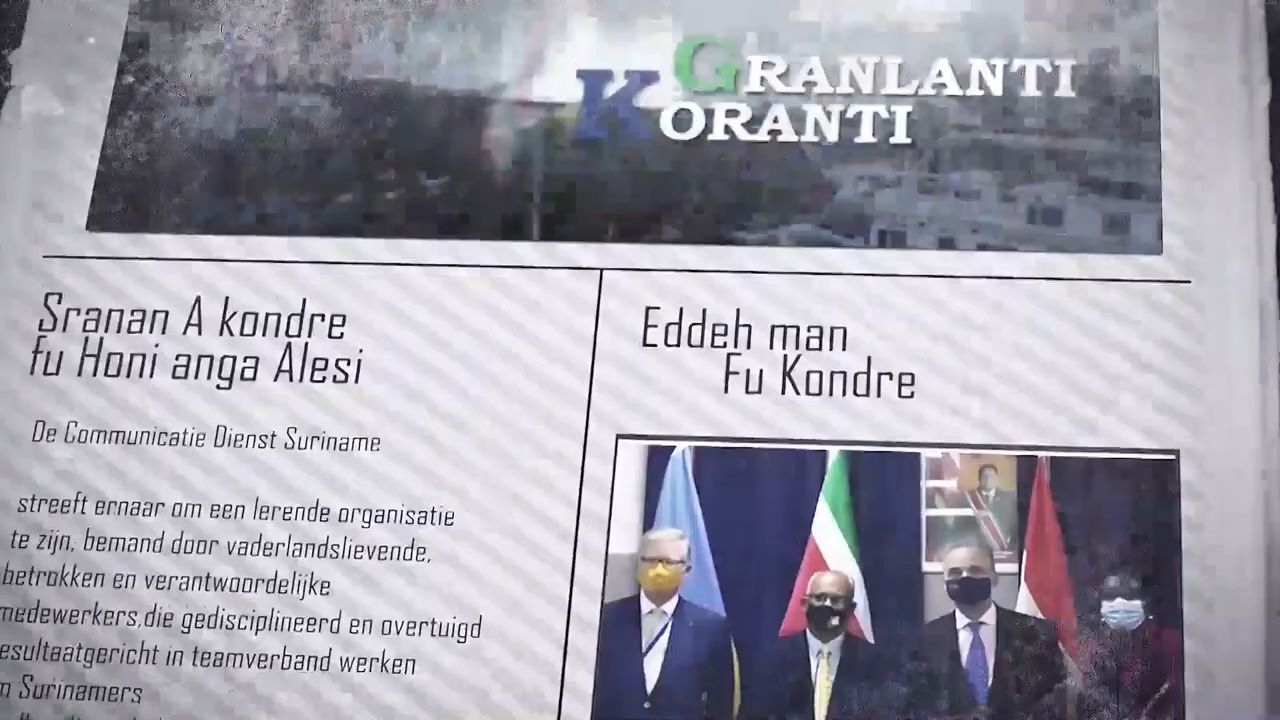 GRANLANTI
KORANTI
Sranan A kondre
fu Honi anga Alesi
De Communicatie Dienst Suriname
streeft ernaar om een lerende organisatie
te zijn, bemand door vaderlandslievende,
betrokken en verantwoordelijke
medewerkers,die gedisciplineerd en overtuigd
esultaatgericht in teamverband werken
n Surinamers
Eddeh man
Fu Kondre